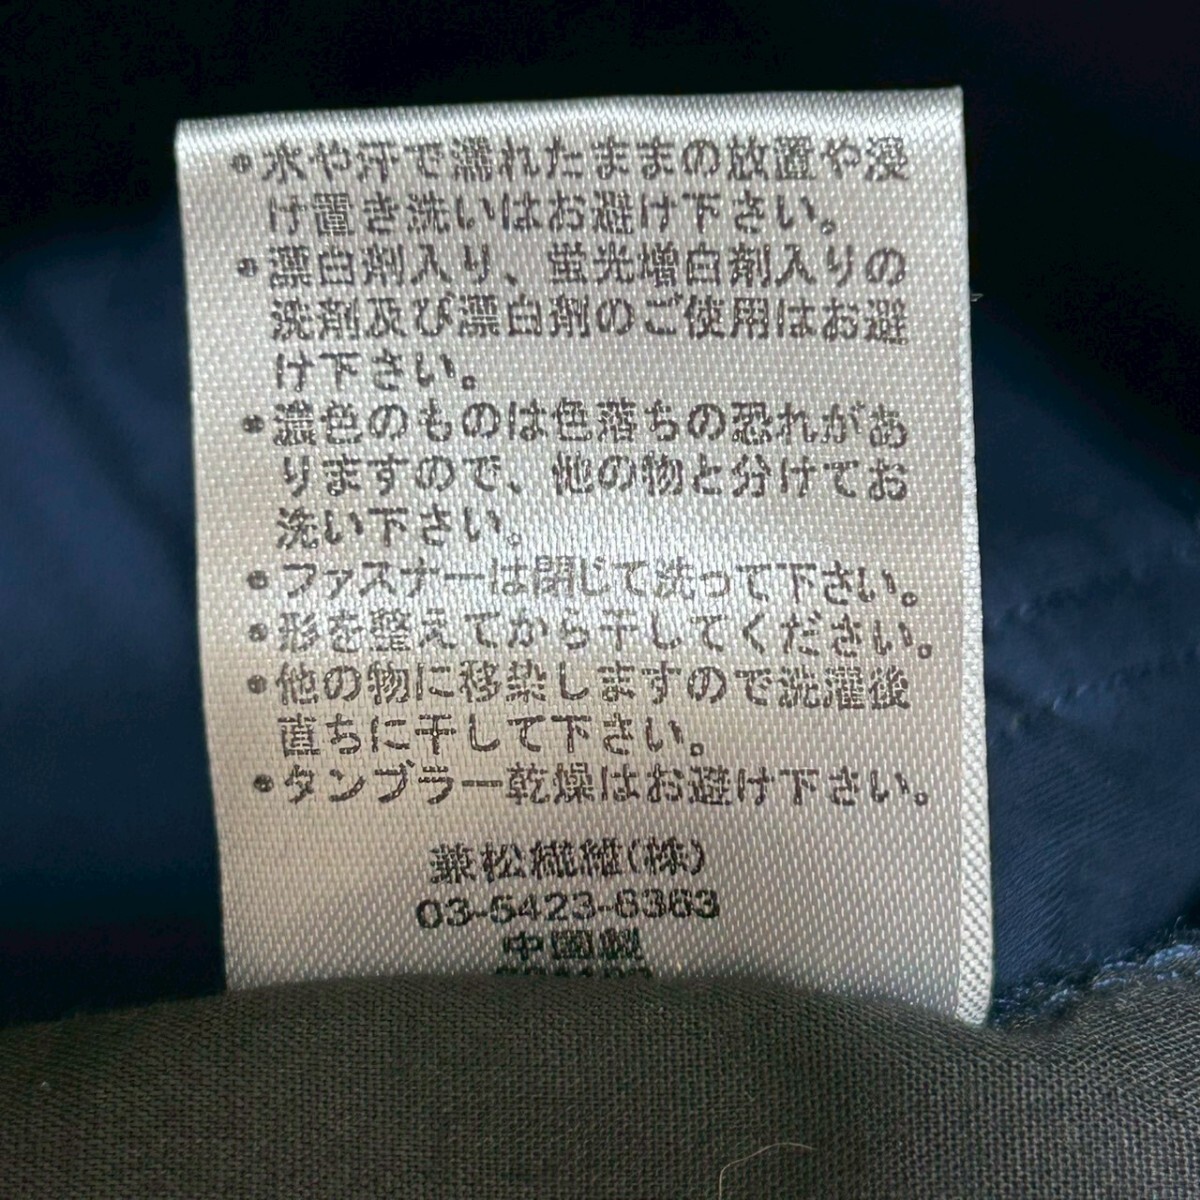 ・水や汗で濡れたままの放置や浸
け置き洗いはお避け下さい。
・漂白剤入り、蛍光増白剤入りの
洗剤及び漂白剤のご使用はお避
け下さい。
・濃色のものは色落ちの恐れがあ
りますので、他の物と分けてお
洗い下さい。
・ファスナーは閉じて洗って下さい。
・形を整えてから干してください。
・他の物に移染しますので洗濯後
直ちに干して下さい。
・タンブラー乾燥はお避け下さい。
兼松繊維(株)
03-5423-6363
中国製